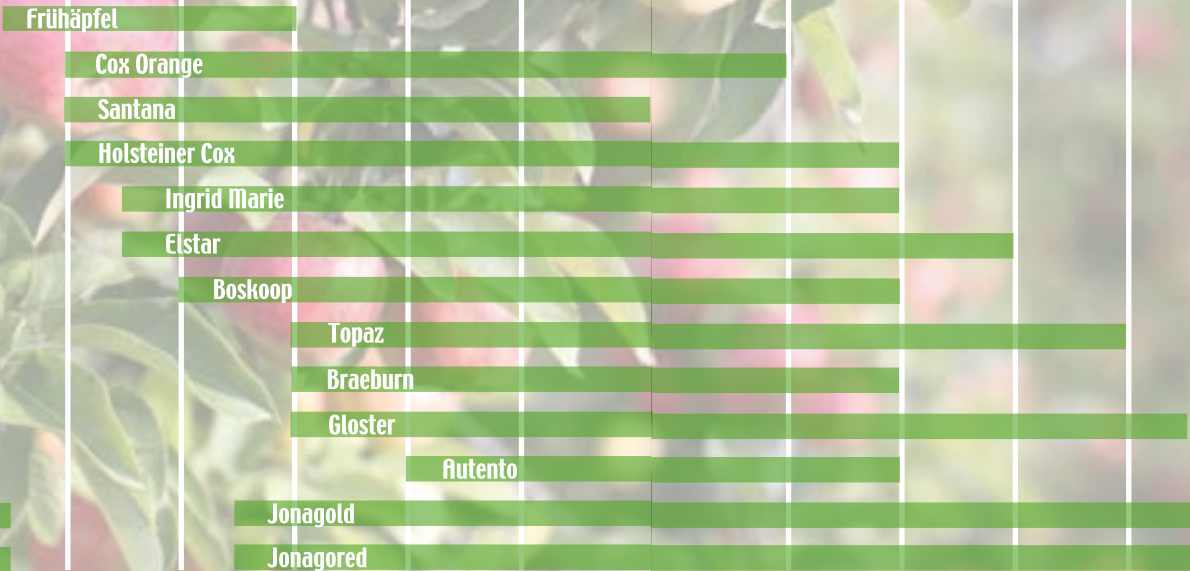 Frühäpfel
Cox Orange
Santana
Holsteiner Cox
Ingrid Marie
Elstar
Boskoop
Topaz
Braeburn
Gloster
Autento
Jonagold
Jonagored